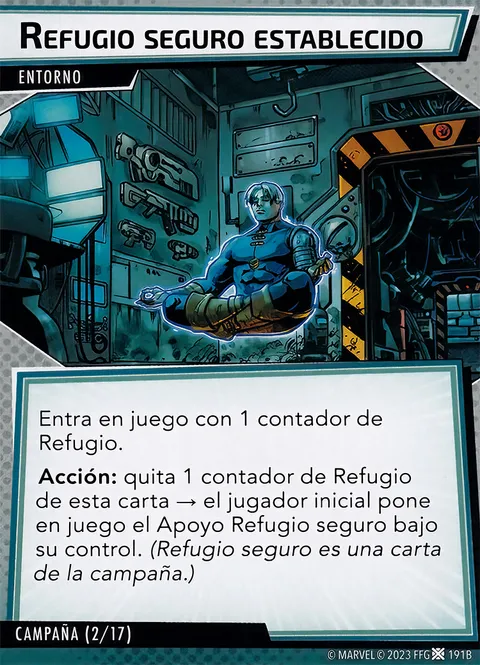 REFUGIO SEGURO ESTABLECIDO
ENTORNO
Entra en juego con 1 contador de
Refugio.
Acción: quita 1 contador de Refugio
de esta carta → el jugador inicial pone
en juego el Apoyo Refugio seguro bajo
su control. (Refugio seguro es una carta
de la campaña.)
CAMPAÑA (2/17)
© MARVEL © 2023 FFG 191B